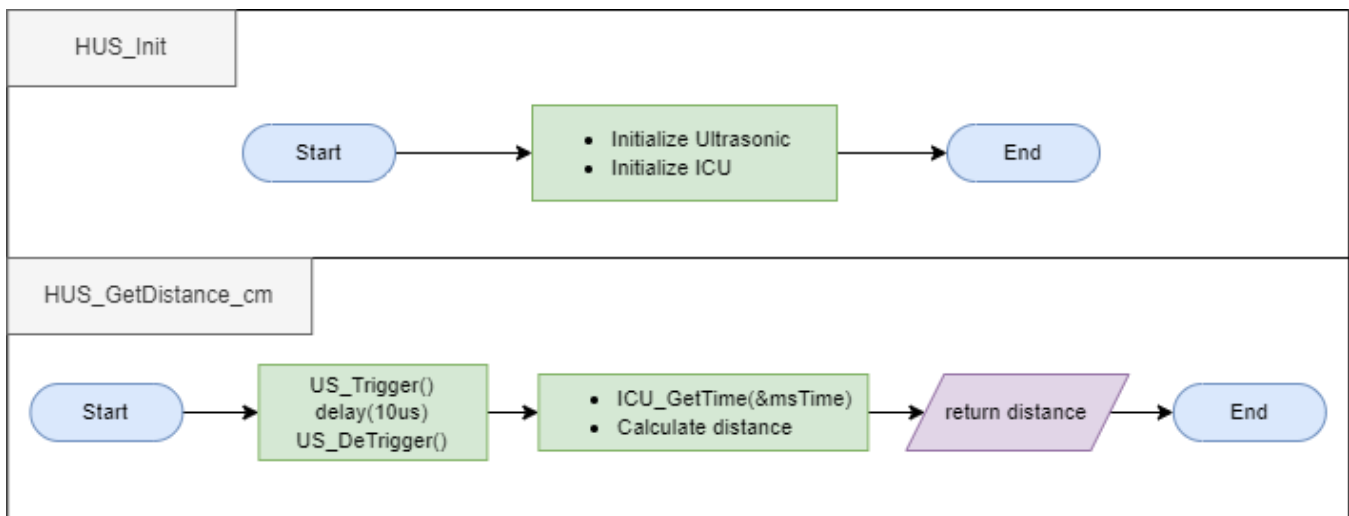 HUS_Init
Start
• Initialize Ultrasonic
• Initialize ICU
End
HUS_GetDistance_cm
Start
US_Trigger()
delay(10us)
US_DeTrigger()
• ICU_GetTime(&msTime)
• Calculate distance
return distance
End